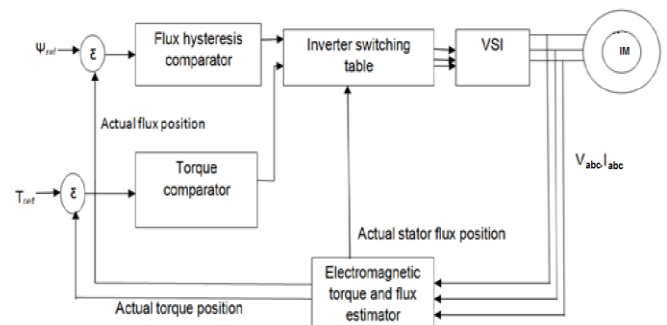 Ψref
ε
Flux hysteresis
comparator
Inverter switching
table
VSI
IM
Actual flux position
Torque
comparator
Tref
ξ
Vabc,Iabc
Actual stator flux position
Electromagnetic
torque and flux
estimator
Actual torque position